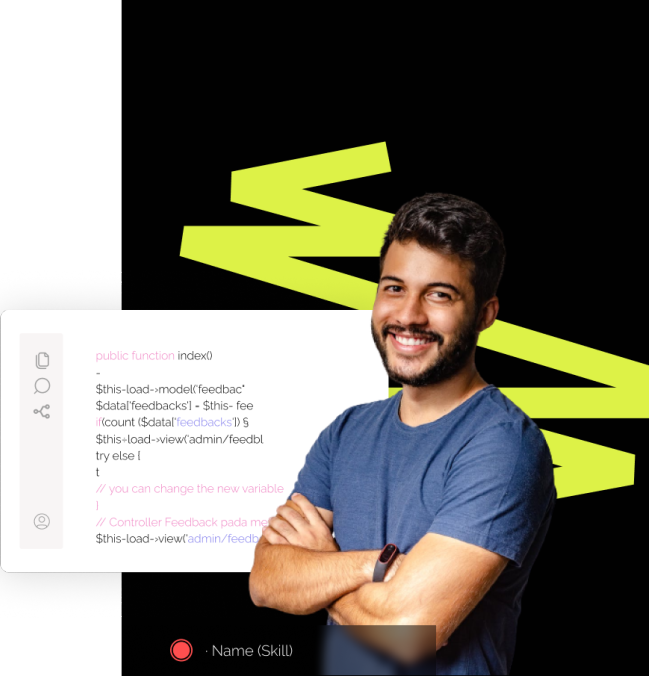 public function index()
~
$this-load->model('feedbac"
$data['feedbacks'] = $this- fee
if(count ($data['feedbacks']) §
$this÷load->view('admin/feedbl
try else {
t
// you can change the new variable
}
// Controller Feedback pada me
$this-load->view('admin/feedb
· Name (Skill)